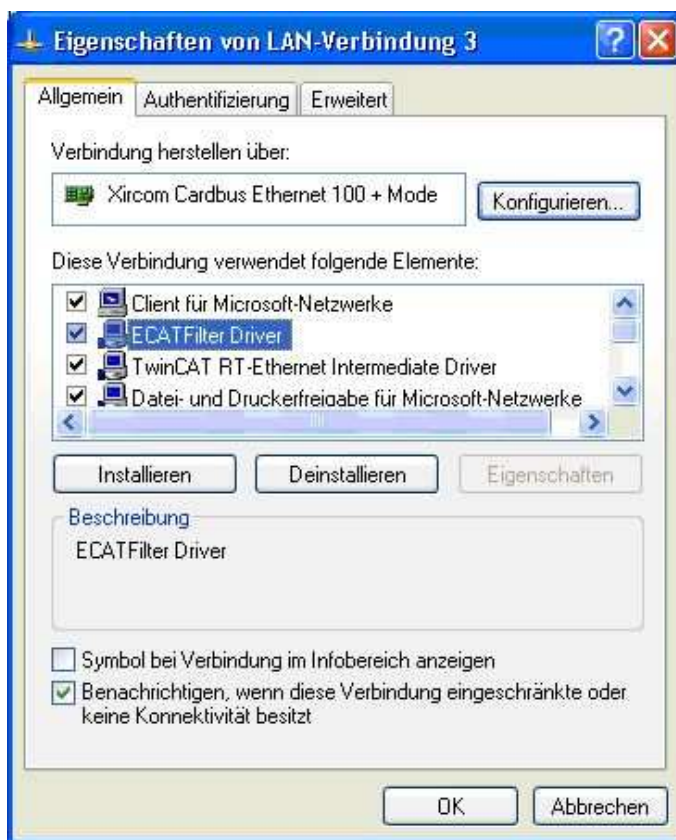 Eigenschaften von LAN-Verbindung 3
Allgemein Authentifizierung Erweitert
Verbindung herstellen über:
Xircom Cardbus Ethernet 100 + Mode
Konfigurieren...
Diese Verbindung verwendet folgende Elemente:
Client für Microsoft-Netzwerke
ECATFilter Driver
TwinCAT RT-Ethernet Intermediate Driver
Datei- und Druckerfreigabe für Microsoft-Netzwerke
Installieren Deinstallieren Eigenschaften
Beschreibung
ECATFilter Driver
Symbol bei Verbindung im Infobereich anzeigen
Benachrichtigen, wenn diese Verbindung eingeschränkte oder
keine Konnektivität besitzt
OK Abbrechen